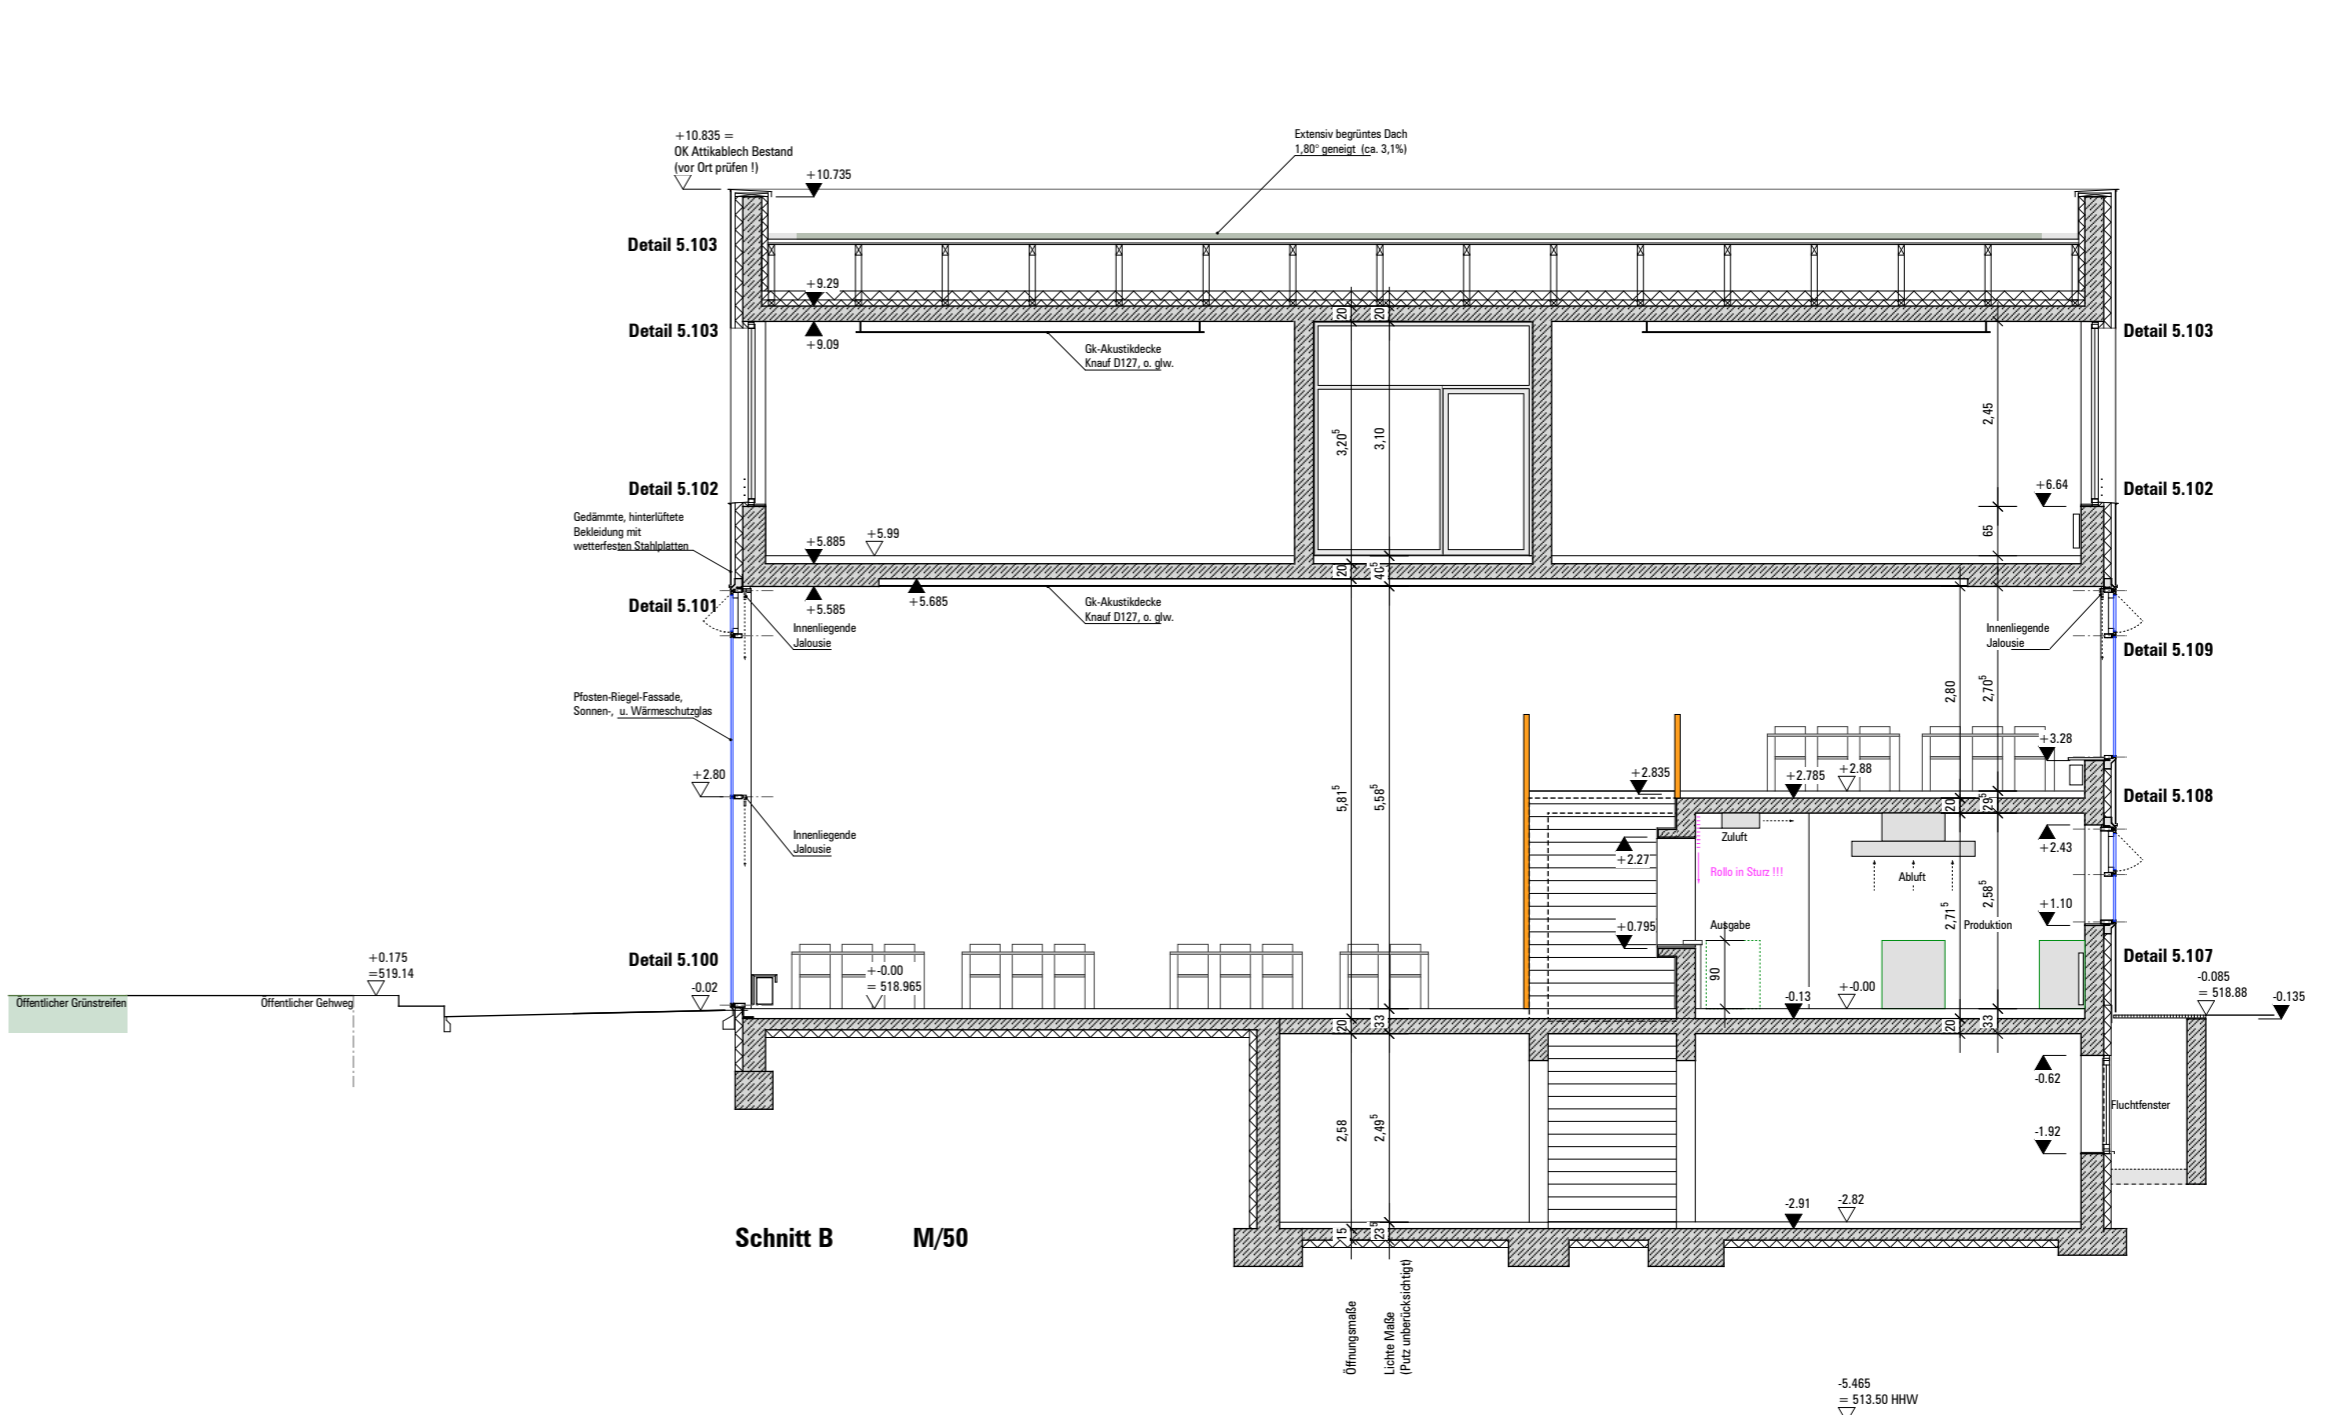 +10.835 =
OK Attikablech Bestand
(vor Ort prüfen !)
+10.735
Extensiv begrüntes Dach
1,80° geneigt (ca. 3,1%)
Detail 5.103
+9.29
20
20
Detail 5.103
+9.09
Gk-Akustikdecke
Knauf D127, o. glw.
Detail 5.103
3,20⁵
3,10
2,45
Detail 5.102
+6.64
Detail 5.102
Gedämmte, hinterlüftete
Bekleidung mit
wetterfesten Stahlplatten
+5.885
+5.99
65
20
40⁵
Detail 5.101
+5.585
+5.685
Gk-Akustikdecke
Knauf D127, o. glw.
Innenliegende
Jalousie
Innenliegende
Jalousie
Detail 5.109
Pfosten-Riegel-Fassade,
Sonnen-, u. Wärmeschutzglas
2,80
2,70⁵
+2.80
5,81⁵
5,58⁵
+2.835
+2.785
+2.88
+3.28
20
29⁵
Detail 5.108
Innenliegende
Jalousie
Zuluft
+2.27
Rollo in Sturz !!!
Abluft
+2.43
2,71⁵
2,58⁵
+1.10
+0.795
Ausgabe
Produktion
90
Detail 5.100
Detail 5.107
+0.175
=519.14
Öffentlicher Grünstreifen
Öffentlicher Gehweg
-0.02
+-0.00
= 518.965
-0.13
+-0.00
-0.085
= 518.88
-0.135
20
33
20
33
-0.62
Fluchtfenster
-1.92
2,58
2,49⁵
-2.91
-2.82
15
23⁵
Schnitt B
M/50
Öffnungsmaße
Lichte Maße
(Putz unberücksichtigt)
-5.465
= 513.50 HHW